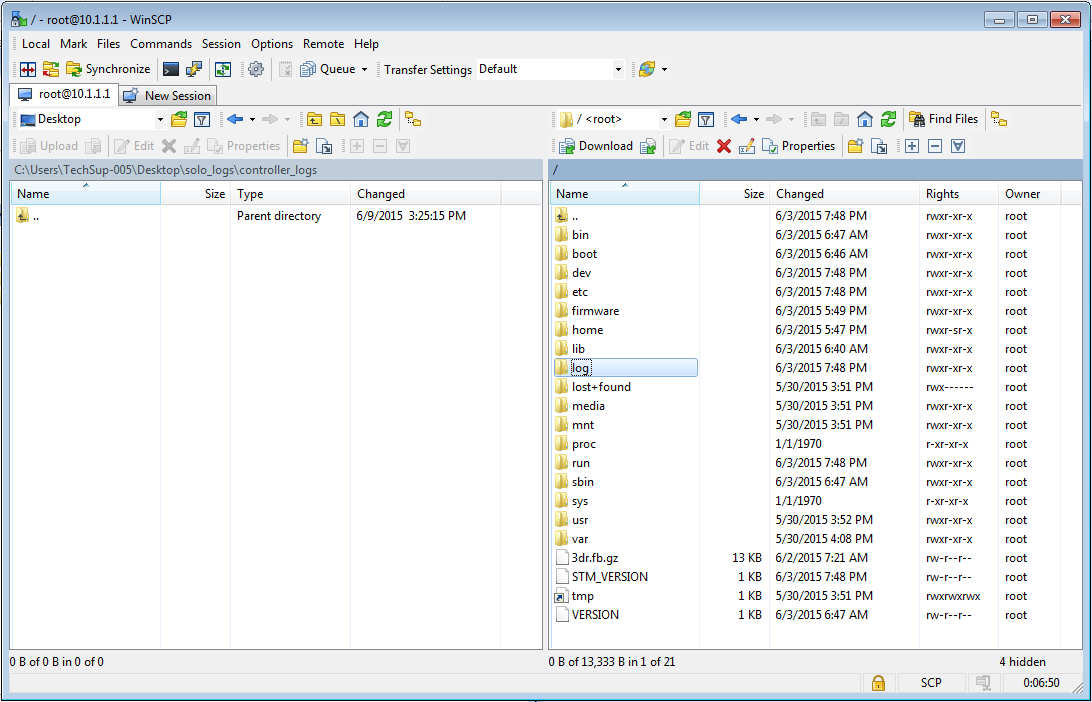 / - root@10.1.1.1 - WinSCP
Local Mark Files Commands Session Options Remote Help
Synchronize Queue Transfer Settings Default
root@10.1.1.1 New Session
Desktop / <root> Find Files
Upload Edit Properties Download Edit Properties
C:\Users\TechSup-005\Desktop\solo_logs\controller_logs /
Name Size Type Changed Name Size Changed Rights Owner
.. Parent directory 6/9/2015 3:25:15 PM .. 6/3/2015 7:48 PM rwxr-xr-x root
bin 6/3/2015 6:47 AM rwxr-xr-x root
boot 6/3/2015 6:46 AM rwxr-xr-x root
dev 6/3/2015 7:48 PM rwxr-xr-x root
etc 6/3/2015 7:48 PM rwxr-xr-x root
firmware 6/3/2015 5:49 PM rwxr-xr-x root
home 6/3/2015 5:47 PM rwxr-sr-x root
lib 6/3/2015 6:40 AM rwxr-xr-x root
log 6/3/2015 7:48 PM rwxr-xr-x root
lost+found 5/30/2015 3:51 PM rwx------ root
media 5/30/2015 3:51 PM rwxr-xr-x root
mnt 5/30/2015 3:51 PM rwxr-xr-x root
proc 1/1/1970 r-xr-xr-x root
run 6/3/2015 7:48 PM rwxr-xr-x root
sbin 6/3/2015 6:47 AM rwxr-xr-x root
sys 1/1/1970 r-xr-xr-x root
usr 5/30/2015 3:52 PM rwxr-xr-x root
var 5/30/2015 4:08 PM rwxr-xr-x root
3dr.fb.gz 13 KB 6/2/2015 7:21 AM rw-r--r-- root
STM_VERSION 1 KB 6/3/2015 7:48 PM rw-r--r-- root
tmp 1 KB 5/30/2015 3:51 PM rwxrwxrwx root
VERSION 1 KB 6/3/2015 6:47 AM rw-r--r-- root
0 B of 0 B in 0 of 0 0 B of 13,333 B in 1 of 21 4 hidden
SCP 0:06:50